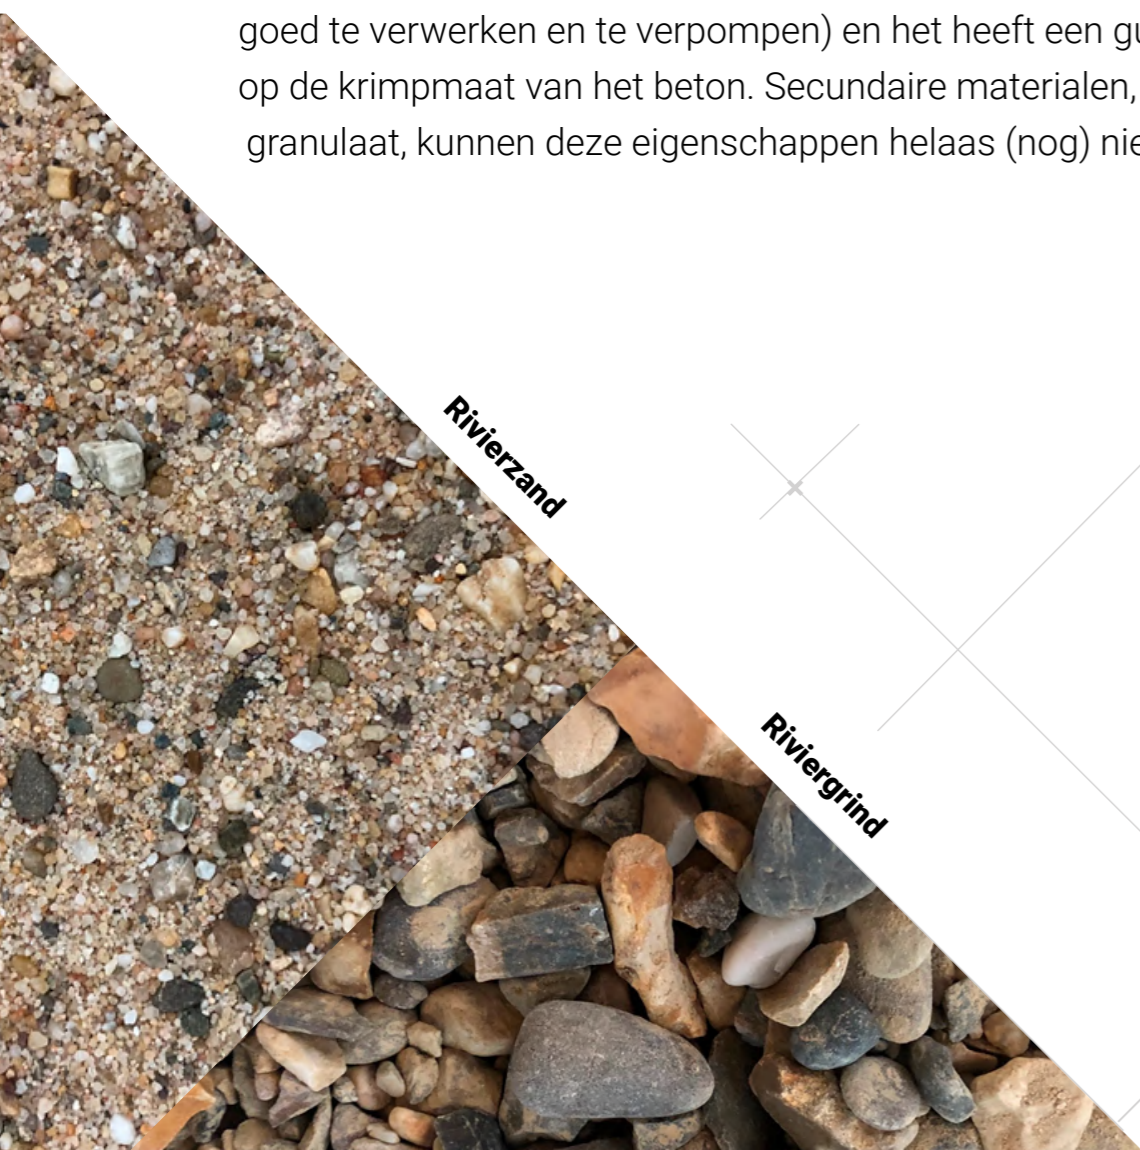 goed te verwerken en te verpompen) en het heeft een
op de krimpmaat van het beton. Secundaire materialen,
granulaat, kunnen deze eigenschappen helaas (nog)
Rivierzand
Riviergrind